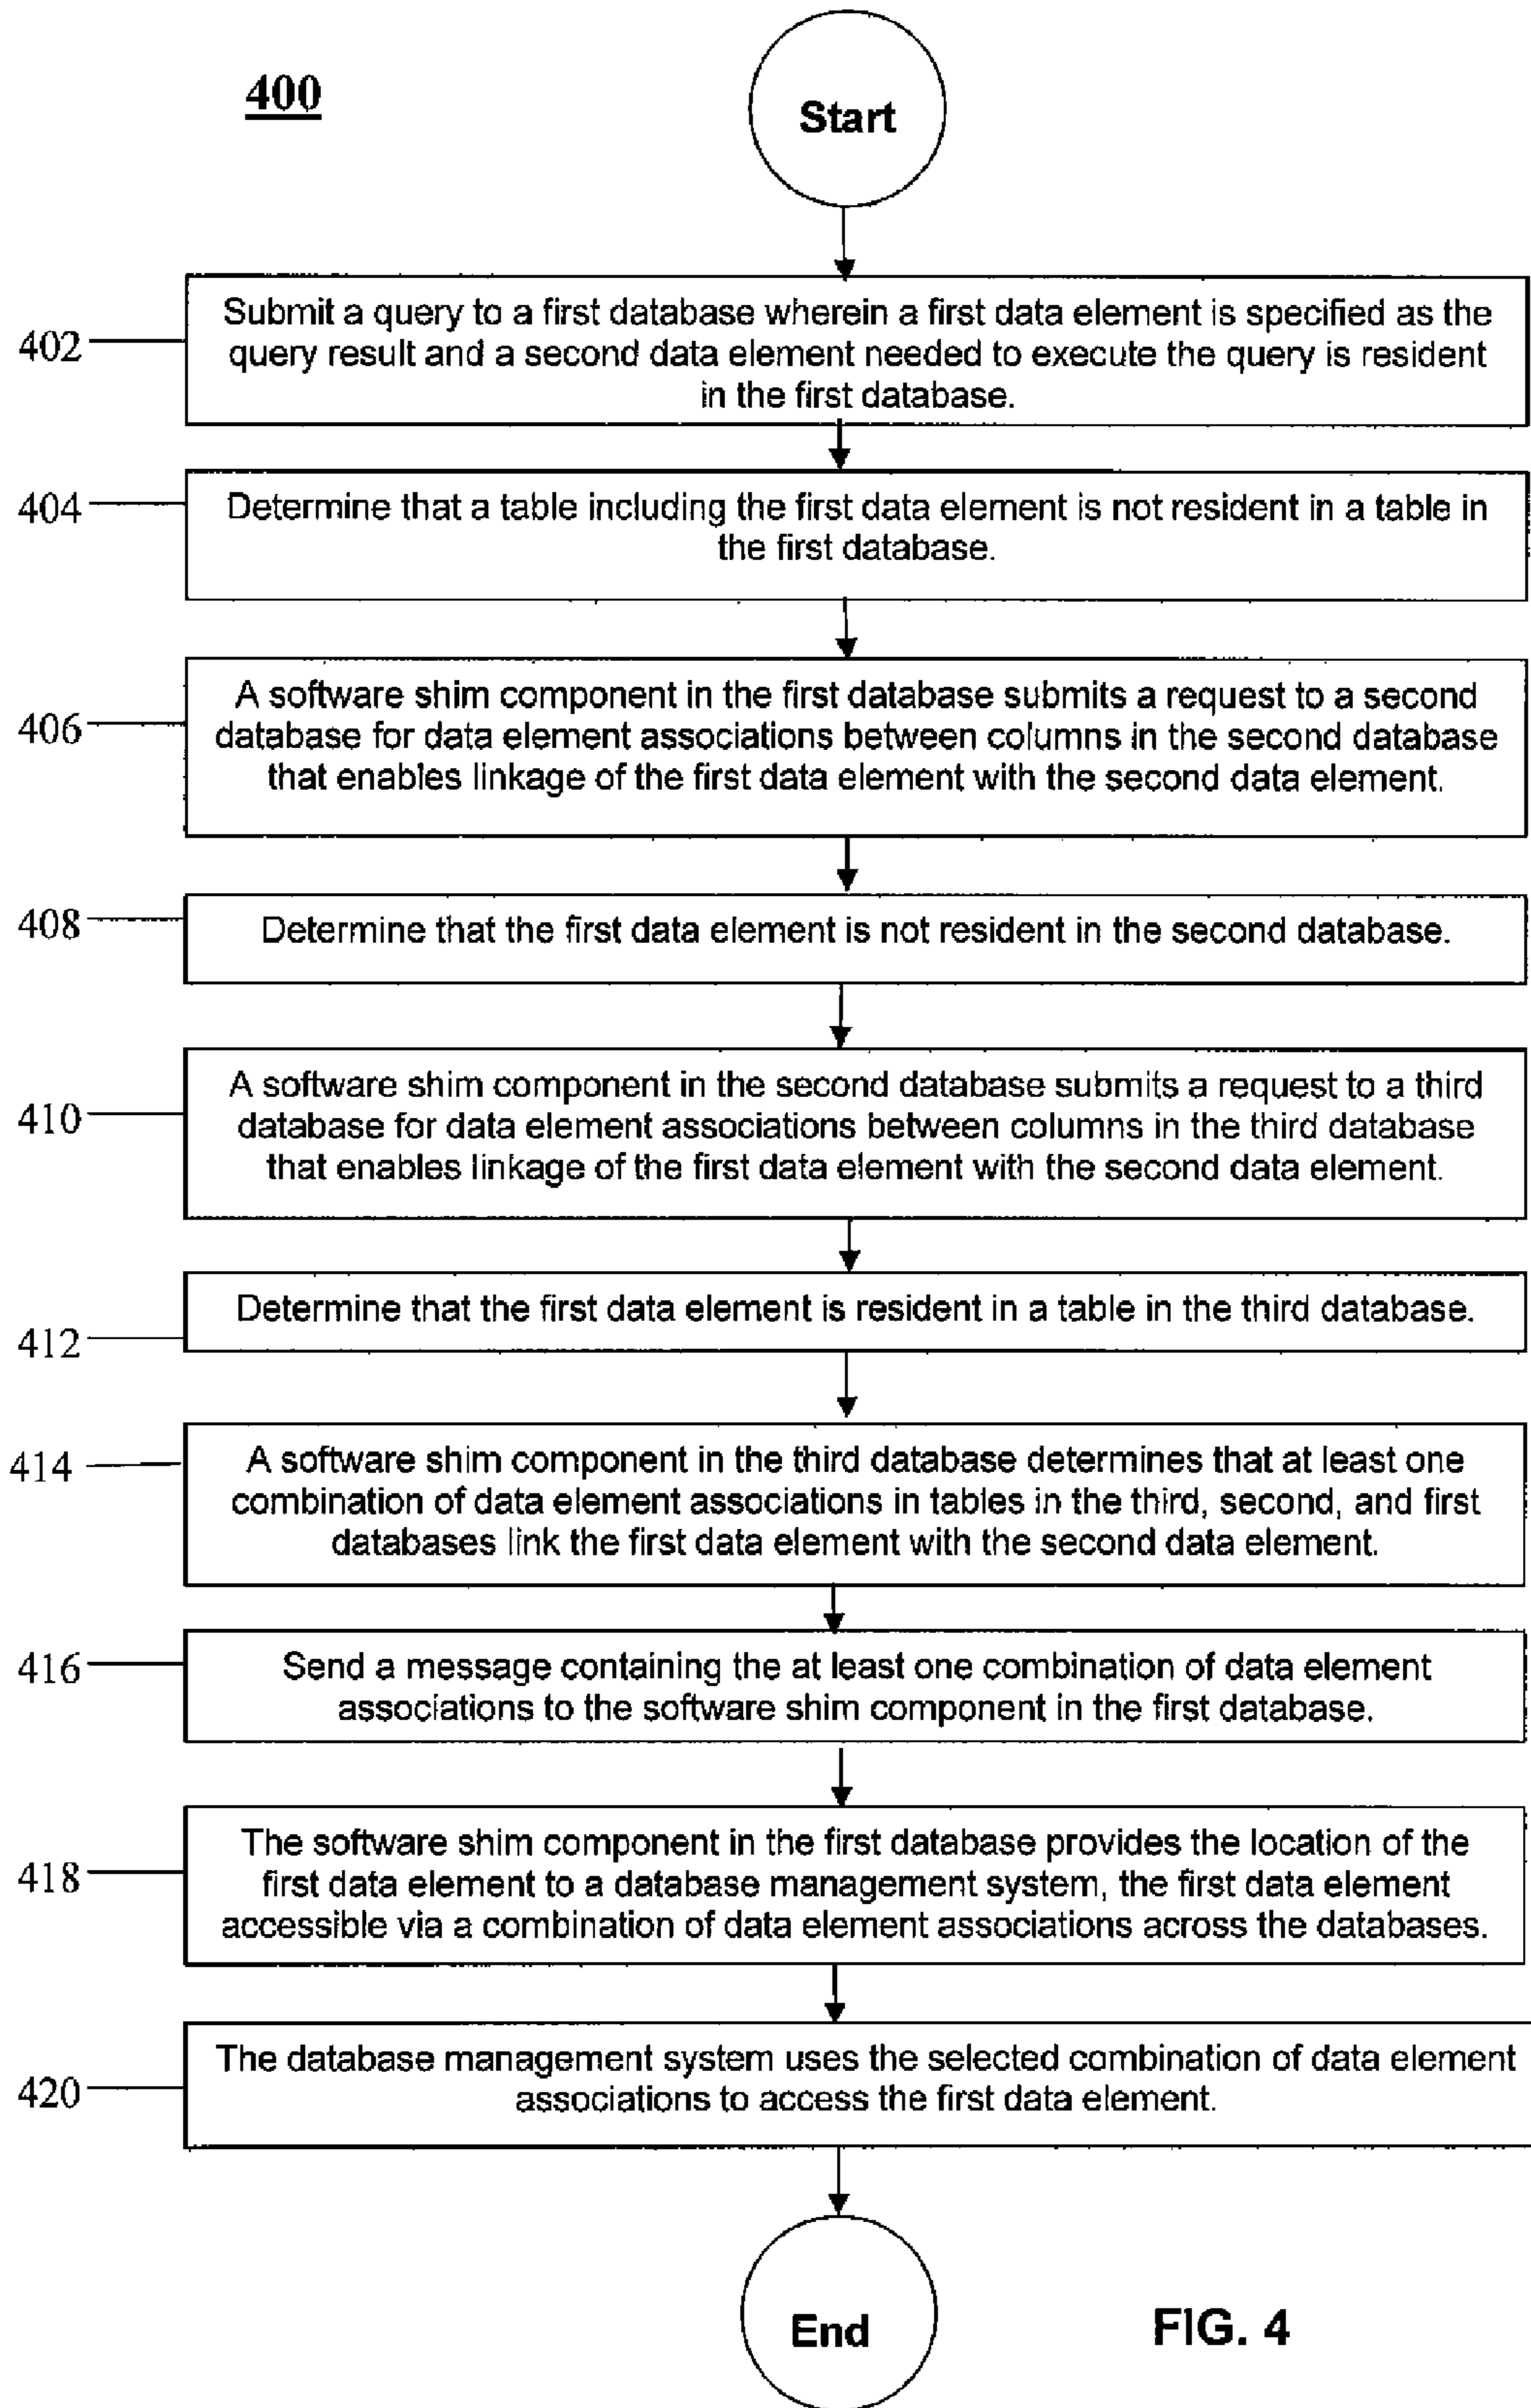 400
Start
402
Submit a query to a first database wherein a first data element is specified as the
query result and a second data element needed to execute the query is resident
in the first database.
404
Determine that a table including the first data element is not resident in a table in
the first database.
406
A software shim component in the first database submits a request to a second
database for data element associations between columns in the second database
that enables linkage of the first data element with the second data element.
408
Determine that the first data element is not resident in the second database.
410
A software shim component in the second database submits a request to a third
database for data element associations between columns in the third database
that enables linkage of the first data element with the second data element.
412
Determine that the first data element is resident in a table in the third database.
414
A software shim component in the third database determines that at least one
combination of data element associations in tables in the third, second, and first
databases link the first data element with the second data element.
416
Send a message containing the at least one combination of data element
associations to the software shim component in the first database.
418
The software shim component in the first database provides the location of the
first data element to a database management system, the first data element
accessible via a combination of data element associations across the databases.
420
The database management system uses the selected combination of data element
associations to access the first data element.
End
FIG. 4